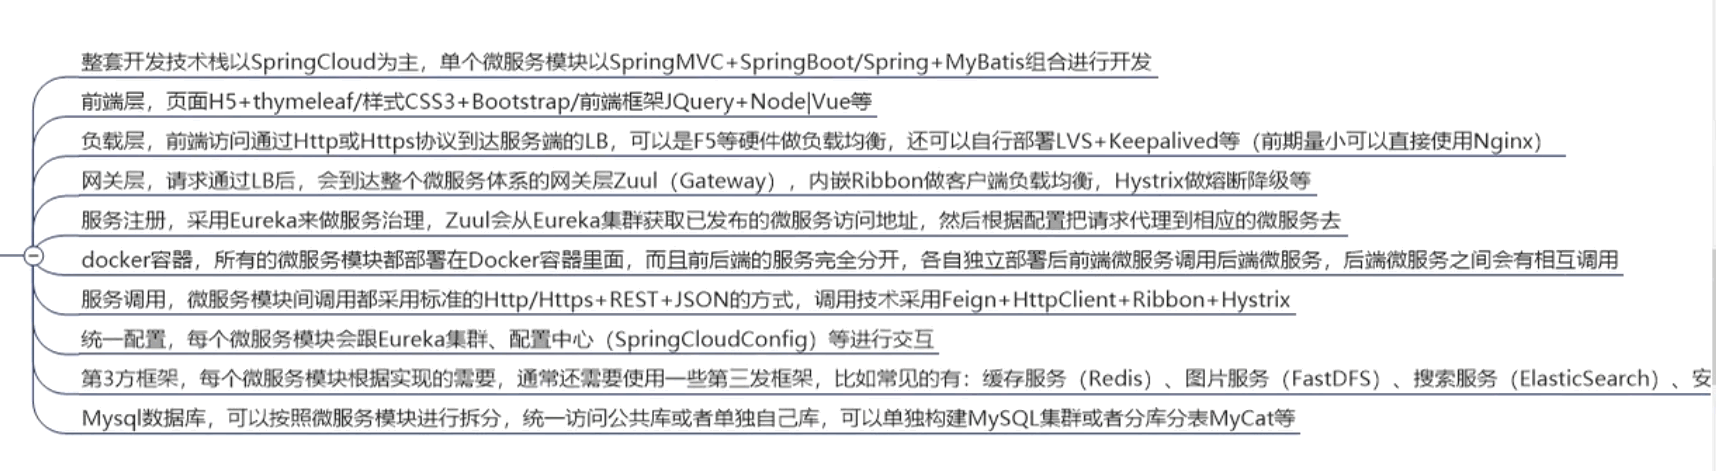 整套开发技术栈以SpringCloud为主，单个微服务模块以SpringMVC+SpringBoot/Spring+MyBatis组合进行开发
前端层，页面H5+thymeleaf/样式CSS3+Bootstrap/前端框架JQuery+Node|Vue等
负载层，前端访问通过Http或Https协议到达服务端的LB，可以是F5等硬件做负载均衡，还可以自行部署LVS+Keepalived等（前期量小可以直接使用Nginx）
网关层，请求通过LB后，会到达整个微服务体系的网关层Zuul（Gateway），内嵌Ribbon做客户端负载均衡，Hystrix做熔断降级等
服务注册，采用Eureka来做服务治理，Zuul会从Eureka集群获取已发布的微服务访问地址，然后根据配置把请求代理到相应的微服务去
docker容器，所有的微服务模块都部署在Docker容器里面，而且前后端的服务完全分开，各自独立部署后前端微服务调用后端微服务，后端微服务之间会有相互调用
服务调用，微服务模块间调用都采用标准的Http/Https+REST+JSON的方式，调用技术采用Feign+HttpClient+Ribbon+Hystrix
统一配置，每个微服务模块会跟Eureka集群、配置中心（SpringCloudConfig）等进行交互
第3方框架，每个微服务模块根据实现的需要，通常还需要使用一些第三发框架，比如常见的有：缓存服务（Redis）、图片服务（FastDFS）、搜索服务（ElasticSearch）、安
Mysql数据库，可以按照微服务模块进行拆分，统一访问公共库或者单独自己库，可以单独构建MySQL集群或者分库分表MyCat等